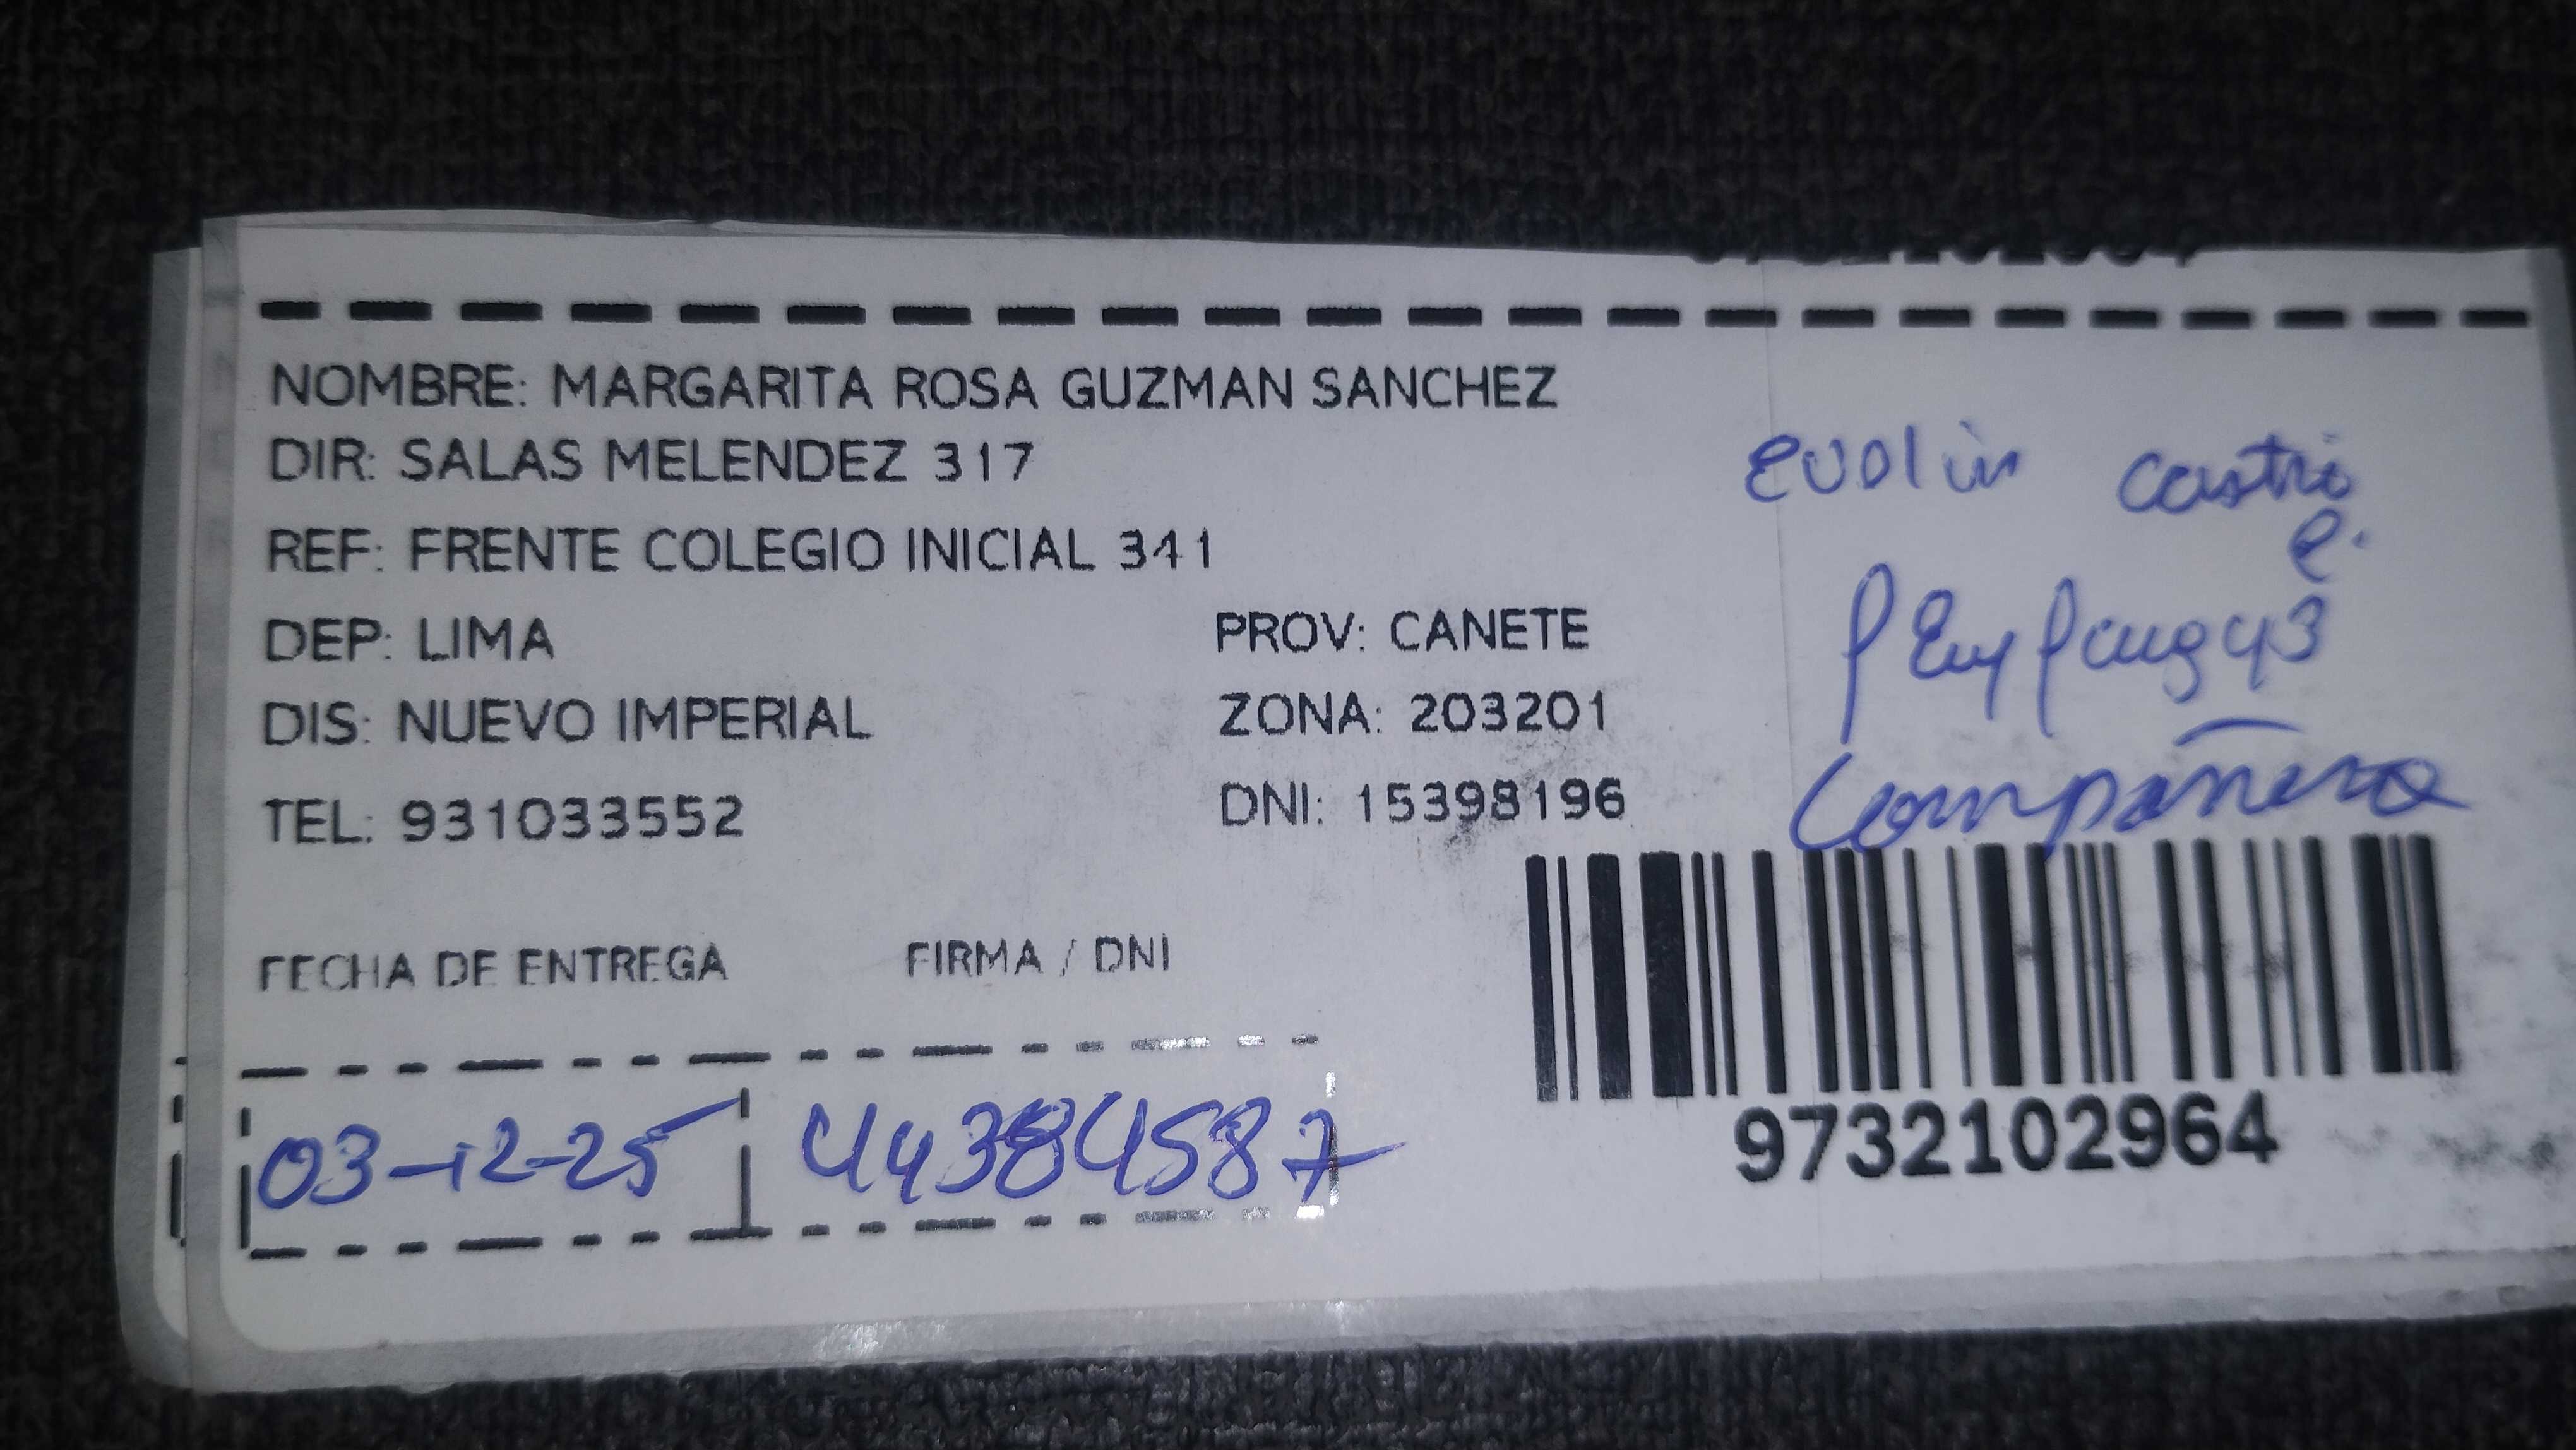 NOMBRE: MARGARITA ROSA GUZMAN SANCHEZ
DIR: SALAS MELENDEZ 317
REF: FRENTE COLEGIO INICIAL 341
DEP: LIMA
PROV: CANETE
DIS: NUEVO IMPERIAL
ZONA: 203201
TEL: 931033552
DNI: 15398196
evolin castro
e.
Compañera
FECHA DE ENTREGA
FIRMA / DNI
03-12-25
44384587
9732102964